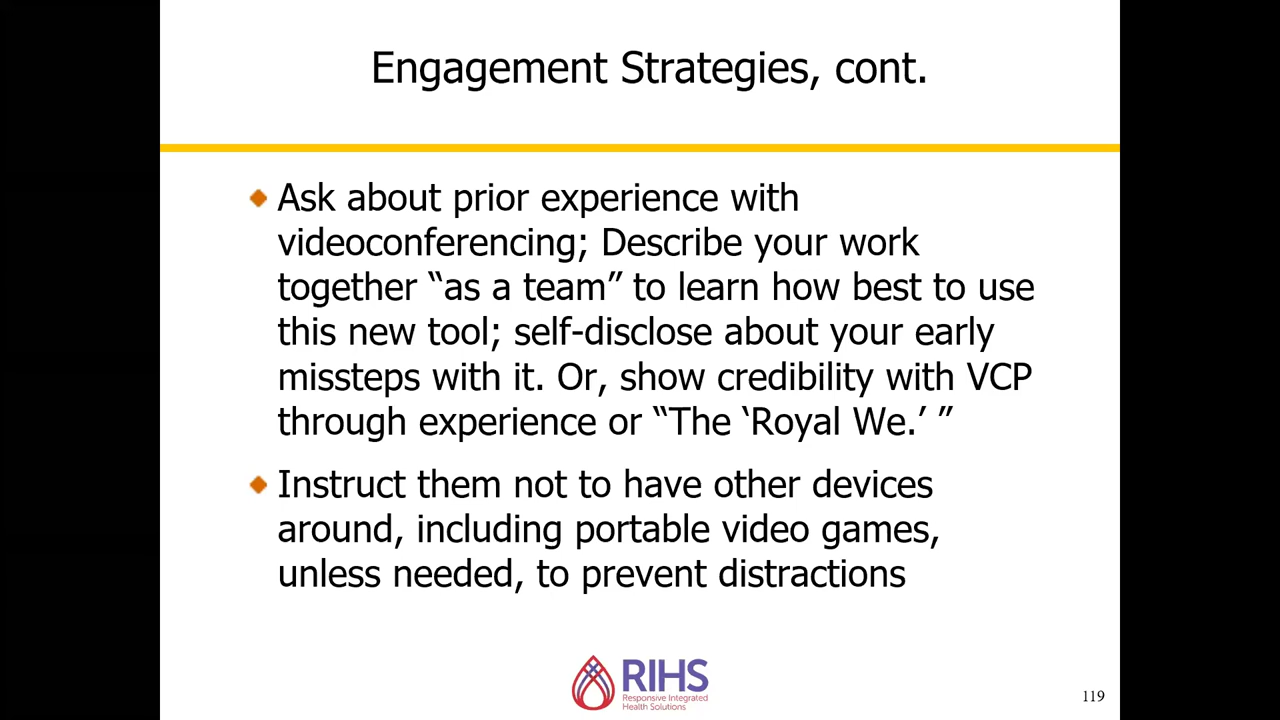 Engagement Strategies, cont.
Ask about prior experience with
videoconferencing; Describe your work
together “as a team” to learn how best to use
this new tool; self-disclose about your early
missteps with it. Or, show credibility with VCP
through experience or “The ‘Royal We.’ ”
Instruct them not to have other devices
around, including portable video games,
unless needed, to prevent distractions
RIHS
Responsive Integrated
Health Solutions
119